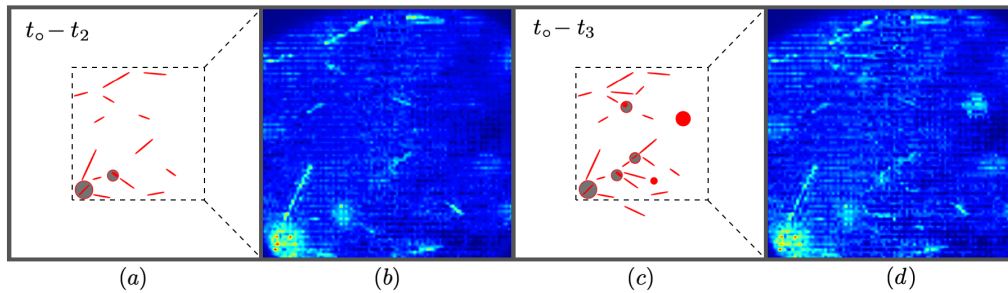 t∘ − t₂
t∘ − t₃
(a)
(b)
(c)
(d)